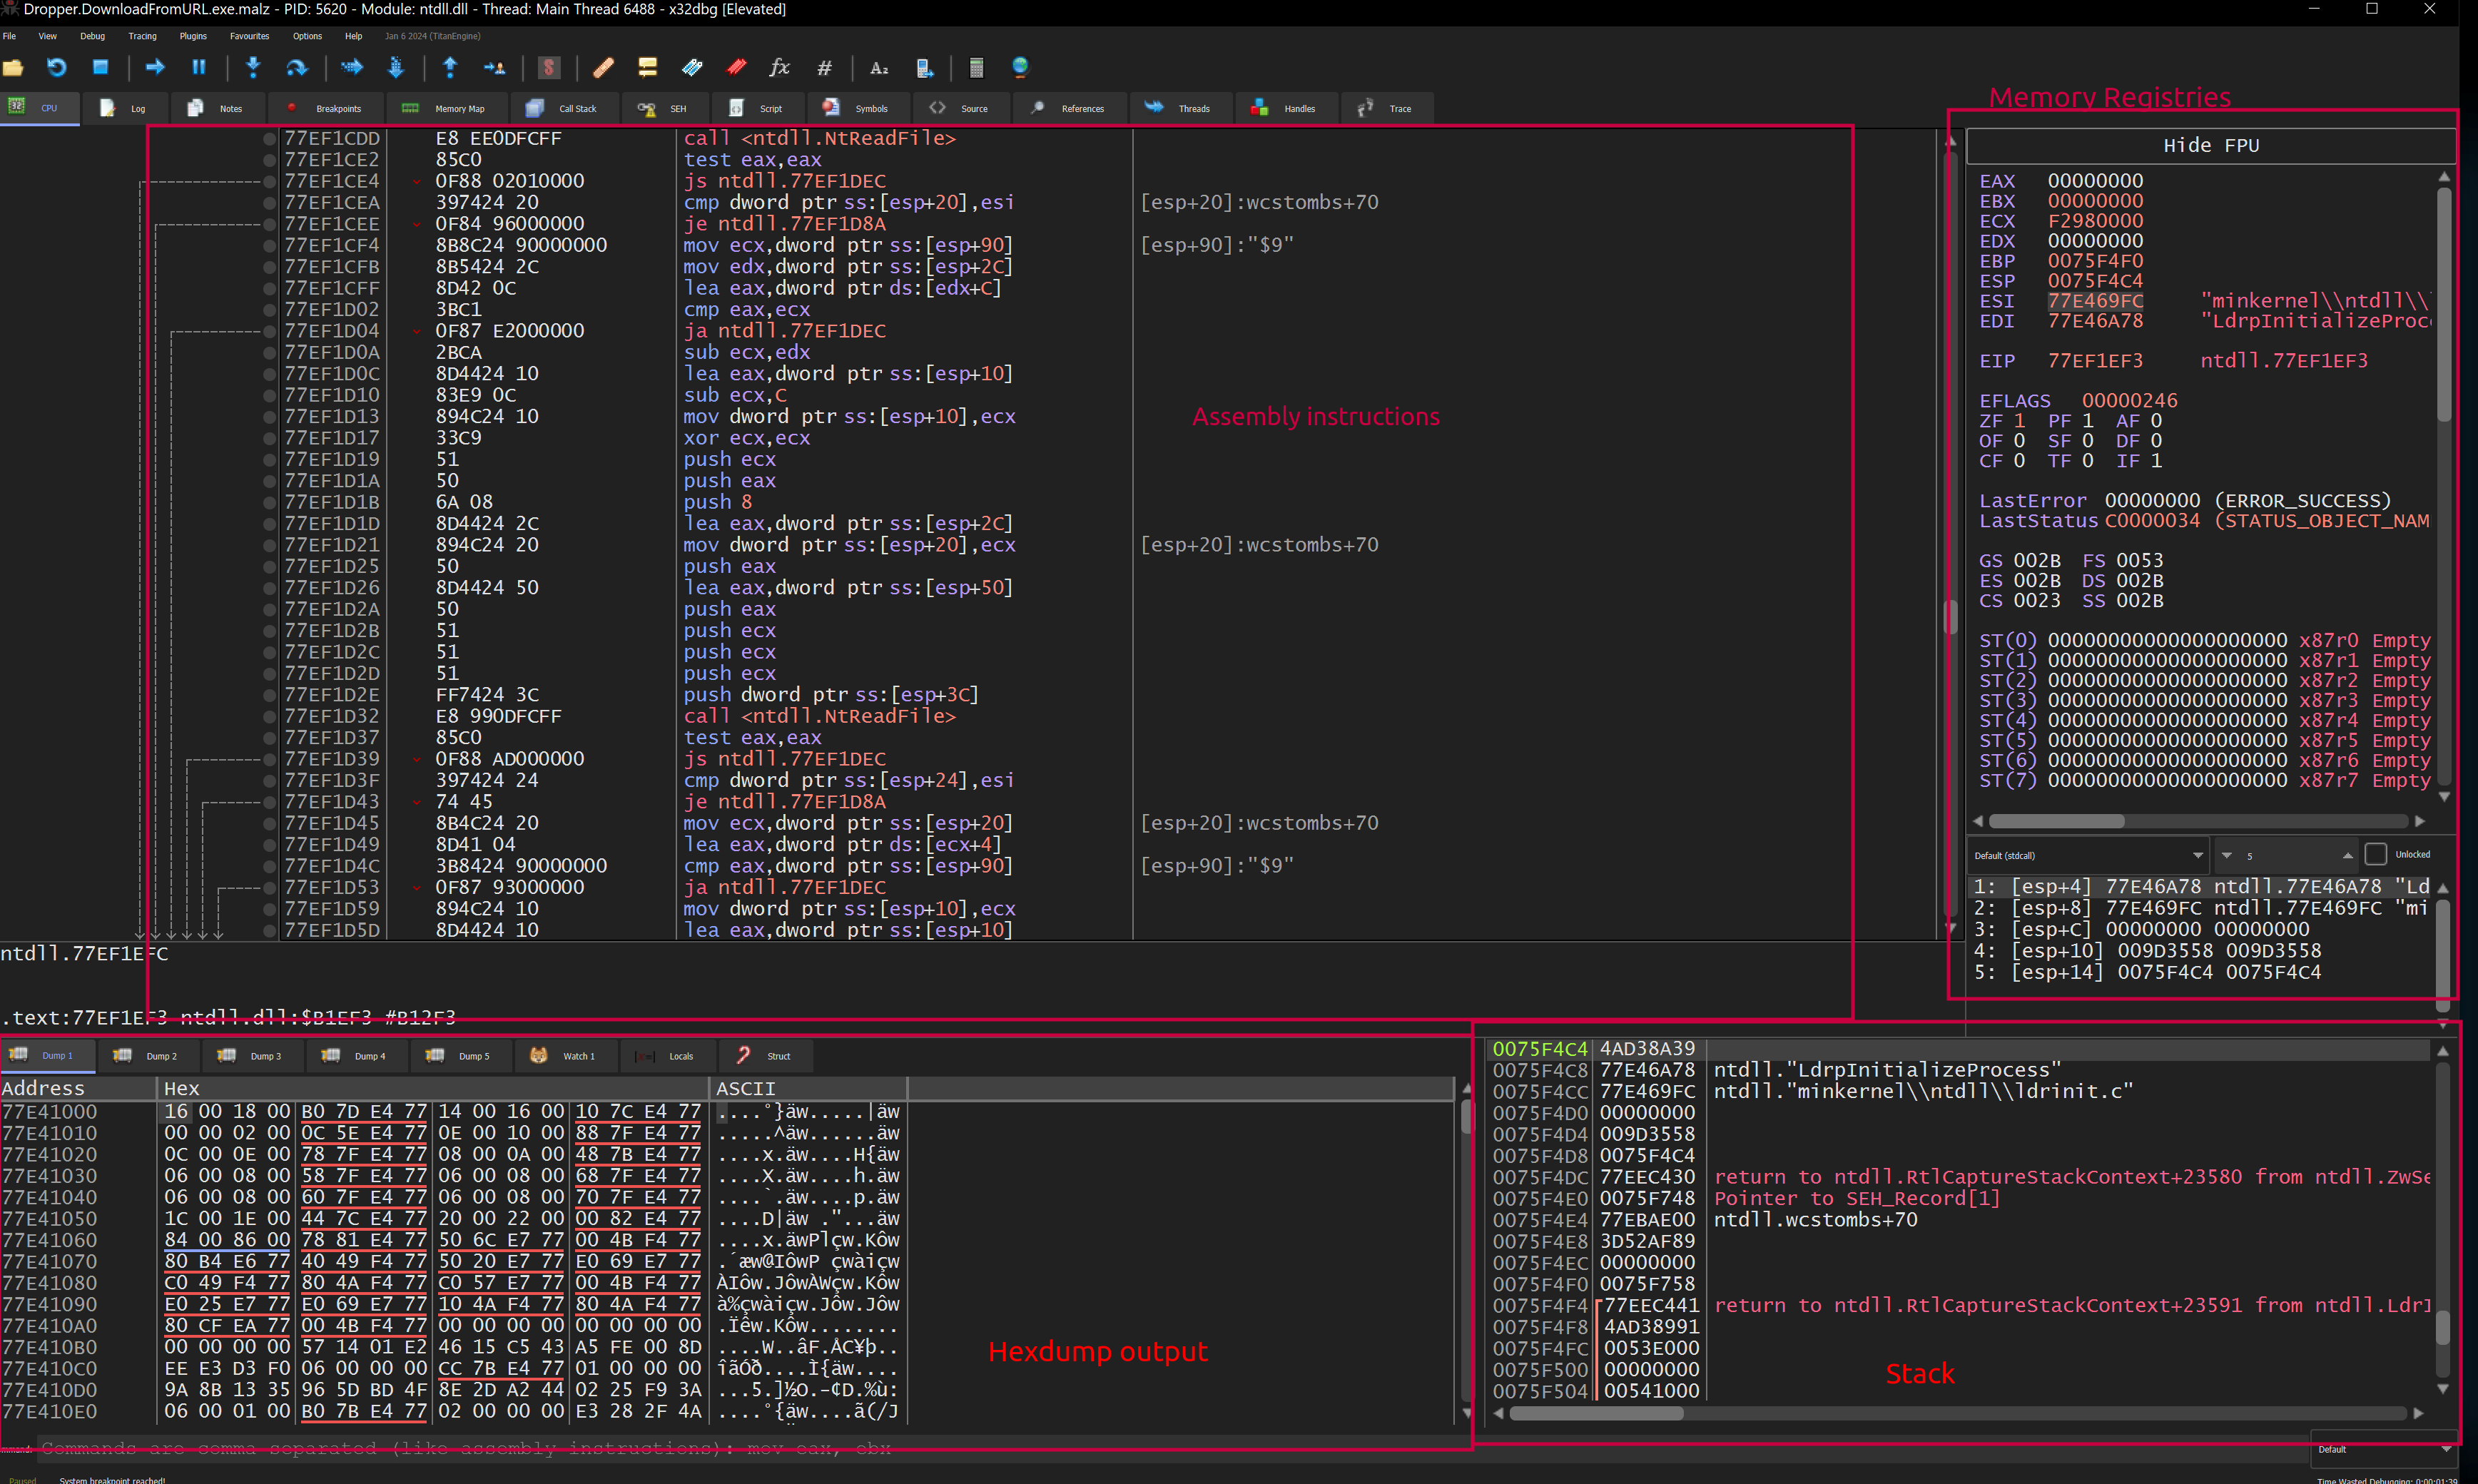 Dropper.DownloadFromURL.exe.malz - PID: 5620 - Module: ntdll.dll - Thread: Main Thread 6488 - x32dbg [Elevated]
File View Debug Tracing Plugins Favourites Options Help Jan 6 2024 (TitanEngine)
CPU Log Notes Breakpoints Memory Map Call Stack SEH Script Symbols Source References Threads Handles Trace
Memory Registries
77EF1CDD E8 EE0DFCFF call <ntdll.NtReadFile>
77EF1CE2 85C0 test eax,eax
77EF1CE4 0F88 02010000 js ntdll.77EF1DEC
77EF1CEA 397424 20 cmp dword ptr ss:[esp+20],esi [esp+20]:wcstombs+70
77EF1CEE 0F84 96000000 je ntdll.77EF1D8A
77EF1CF4 8B8C24 90000000 mov ecx,dword ptr ss:[esp+90] [esp+90]:"$9"
77EF1CFB 8B5424 2C mov edx,dword ptr ss:[esp+2C]
77EF1CFF 8D42 0C lea eax,dword ptr ds:[edx+C]
77EF1D02 3BC1 cmp eax,ecx
77EF1D04 0F87 E2000000 ja ntdll.77EF1DEC
77EF1D0A 2BCA sub ecx,edx
77EF1D0C 8D4424 10 lea eax,dword ptr ss:[esp+10]
77EF1D10 83E9 0C sub ecx,C
77EF1D13 894C24 10 mov dword ptr ss:[esp+10],ecx
77EF1D17 33C9 xor ecx,ecx
77EF1D19 51 push ecx
77EF1D1A 50 push eax
77EF1D1B 6A 08 push 8
77EF1D1D 8D4424 2C lea eax,dword ptr ss:[esp+2C]
77EF1D21 894C24 20 mov dword ptr ss:[esp+20],ecx [esp+20]:wcstombs+70
77EF1D25 50 push eax
77EF1D26 8D4424 50 lea eax,dword ptr ss:[esp+50]
77EF1D2A 50 push eax
77EF1D2B 51 push ecx
77EF1D2C 51 push ecx
77EF1D2D 51 push ecx
77EF1D2E FF7424 3C push dword ptr ss:[esp+3C]
77EF1D32 E8 990DFCFF call <ntdll.NtReadFile>
77EF1D37 85C0 test eax,eax
77EF1D39 0F88 AD000000 js ntdll.77EF1DEC
77EF1D3F 397424 24 cmp dword ptr ss:[esp+24],esi
77EF1D43 74 45 je ntdll.77EF1D8A
77EF1D45 8B4C24 20 mov ecx,dword ptr ss:[esp+20] [esp+20]:wcstombs+70
77EF1D49 8D41 04 lea eax,dword ptr ds:[ecx+4]
77EF1D4C 3B8424 90000000 cmp eax,dword ptr ss:[esp+90] [esp+90]:"$9"
77EF1D53 0F87 93000000 ja ntdll.77EF1DEC
77EF1D59 894C24 10 mov dword ptr ss:[esp+10],ecx
77EF1D5D 8D4424 10 lea eax,dword ptr ss:[esp+10]
Assembly instructions
ntdll.77EF1EFC
.text:77EF1EF3 ntdll.dll:$B1EF3 #B12F3
Hide FPU
EAX 00000000
EBX 00000000
ECX F2980000
EDX 00000000
EBP 0075F4F0
ESP 0075F4C4
ESI 77E469FC "minkernel\\ntdll\\
EDI 77E46A78 "LdrpInitializeProc
EIP 77EF1EF3 ntdll.77EF1EF3
EFLAGS 00000246
ZF 1 PF 1 AF 0
OF 0 SF 0 DF 0
CF 0 TF 0 IF 1
LastError 00000000 (ERROR_SUCCESS)
LastStatus C0000034 (STATUS_OBJECT_NAM
GS 002B FS 0053
ES 002B DS 002B
CS 0023 SS 002B
ST(0) 00000000000000000000 x87r0 Empty
ST(1) 00000000000000000000 x87r1 Empty
ST(2) 00000000000000000000 x87r2 Empty
ST(3) 00000000000000000000 x87r3 Empty
ST(4) 00000000000000000000 x87r4 Empty
ST(5) 00000000000000000000 x87r5 Empty
ST(6) 00000000000000000000 x87r6 Empty
ST(7) 00000000000000000000 x87r7 Empty
Default (stdcall) 5 Unlocked
1: [esp+4] 77E46A78 ntdll.77E46A78 "Ld
2: [esp+8] 77E469FC ntdll.77E469FC "mi
3: [esp+C] 00000000 00000000
4: [esp+10] 009D3558 009D3558
5: [esp+14] 0075F4C4 0075F4C4
Dump 1 Dump 2 Dump 3 Dump 4 Dump 5 Watch 1 Locals Struct
Address Hex ASCII
77E41000 16 00 18 00 B0 7D E4 77 14 00 16 00 10 7C E4 77 ....°}äw.....|äw
77E41010 00 00 02 00 0C 5E E4 77 0E 00 10 00 88 7F E4 77 .....^äw......äw
77E41020 0C 00 0E 00 78 7F E4 77 08 00 0A 00 48 7B E4 77 ....x.äw....H{äw
77E41030 06 00 08 00 58 7F E4 77 06 00 08 00 68 7F E4 77 ....X.äw....h.äw
77E41040 06 00 08 00 60 7F E4 77 06 00 08 00 70 7F E4 77 ....`.äw....p.äw
77E41050 1C 00 1E 00 44 7C E4 77 20 00 22 00 00 82 E4 77 ....D|äw ."...äw
77E41060 84 00 86 00 78 81 E4 77 50 6C E7 77 00 4B F4 77 ....x.äwPlçw.Kôw
77E41070 80 B4 E6 77 40 49 F4 77 50 20 E7 77 E0 69 E7 77 .´æw@IôwP çwàiçw
77E41080 C0 49 F4 77 80 4A F4 77 C0 57 E7 77 00 4B F4 77 ÀIôw.JôwÀWçw.Kôw
77E41090 E0 25 E7 77 E0 69 E7 77 10 4A F4 77 80 4A F4 77 à%çwàiçw.Jôw.Jôw
77E410A0 80 CF EA 77 00 4B F4 77 00 00 00 00 00 00 00 00 .Ïêw.Kôw........
77E410B0 00 00 00 00 57 14 01 E2 46 15 C5 43 A5 FE 00 8D ....W..âF.ÅC¥þ..
77E410C0 EE E3 D3 F0 06 00 00 00 CC 7B E4 77 01 00 00 00 îãÓð....Ì{äw....
77E410D0 9A 8B 13 35 96 5D BD 4F 8E 2D A2 44 02 25 F9 3A ...5.]½O.-¢D.%ù:
77E410E0 06 00 01 00 B0 7B E4 77 02 00 00 00 E3 28 2F 4A ....°{äw....ã(/J
Hexdump output
0075F4C4 4AD38A39
0075F4C8 77E46A78 ntdll."LdrpInitializeProcess"
0075F4CC 77E469FC ntdll."minkernel\\ntdll\\ldrinit.c"
0075F4D0 00000000
0075F4D4 009D3558
0075F4D8 0075F4C4
0075F4DC 77EEC430 return to ntdll.RtlCaptureStackContext+23580 from ntdll.ZwSe
0075F4E0 0075F748 Pointer to SEH_Record[1]
0075F4E4 77EBAE00 ntdll.wcstombs+70
0075F4E8 3D52AF89
0075F4EC 00000000
0075F4F0 0075F758
0075F4F4 77EEC441 return to ntdll.RtlCaptureStackContext+23591 from ntdll.LdrI
0075F4F8 4AD38991
0075F4FC 0053E000
0075F500 00000000
0075F504 00541000
Stack
Commands are comma separated (like assembly instructions): mov eax, ebx
Default
Paused System breakpoint reached!
Time Wasted Debugging: 0:00:01:39